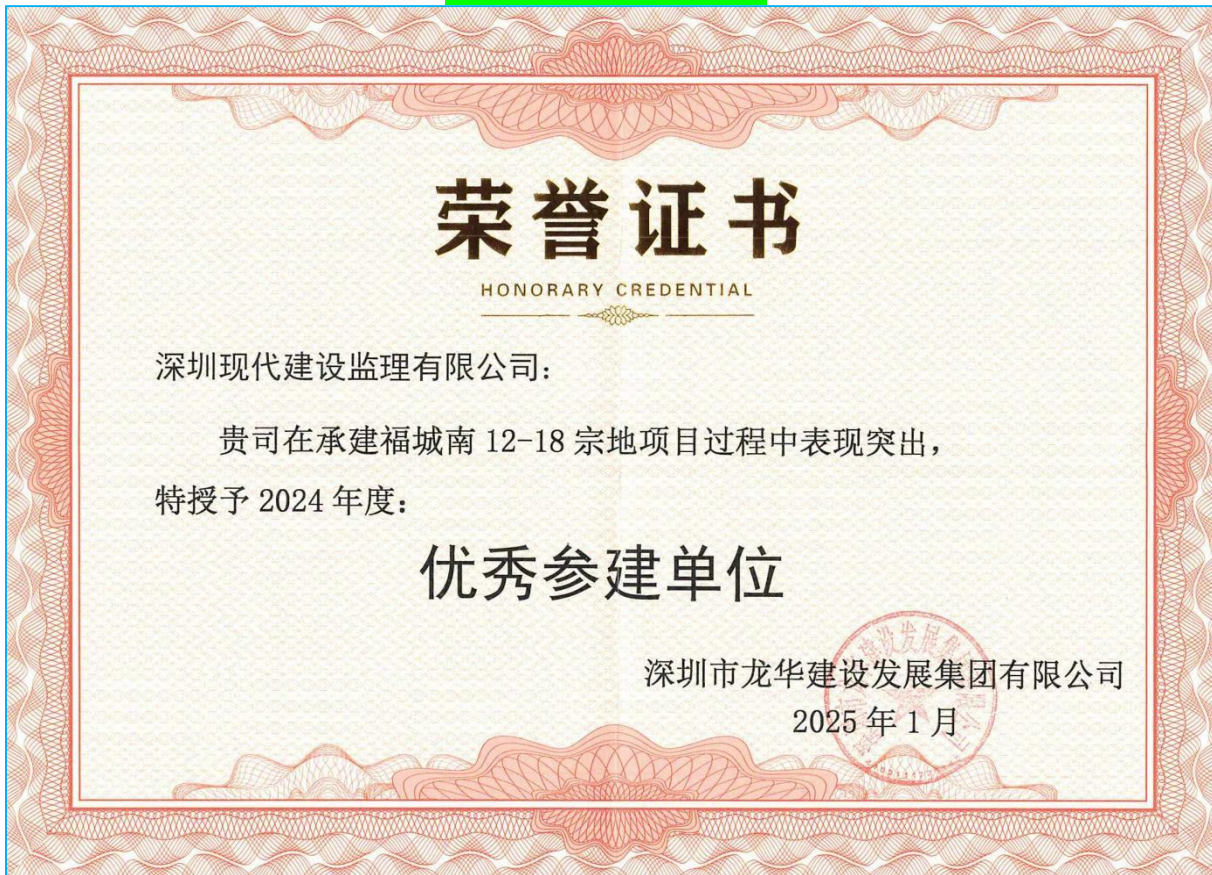 荣誉证书
HONORARY CREDENTIAL
深圳现代建设监理有限公司:
贵司在承建福城南 12-18 宗地项目过程中表现突出，
特授予 2024 年度:
优秀参建单位
深圳市龙华建设发展集团有限公司
2025 年 1 月